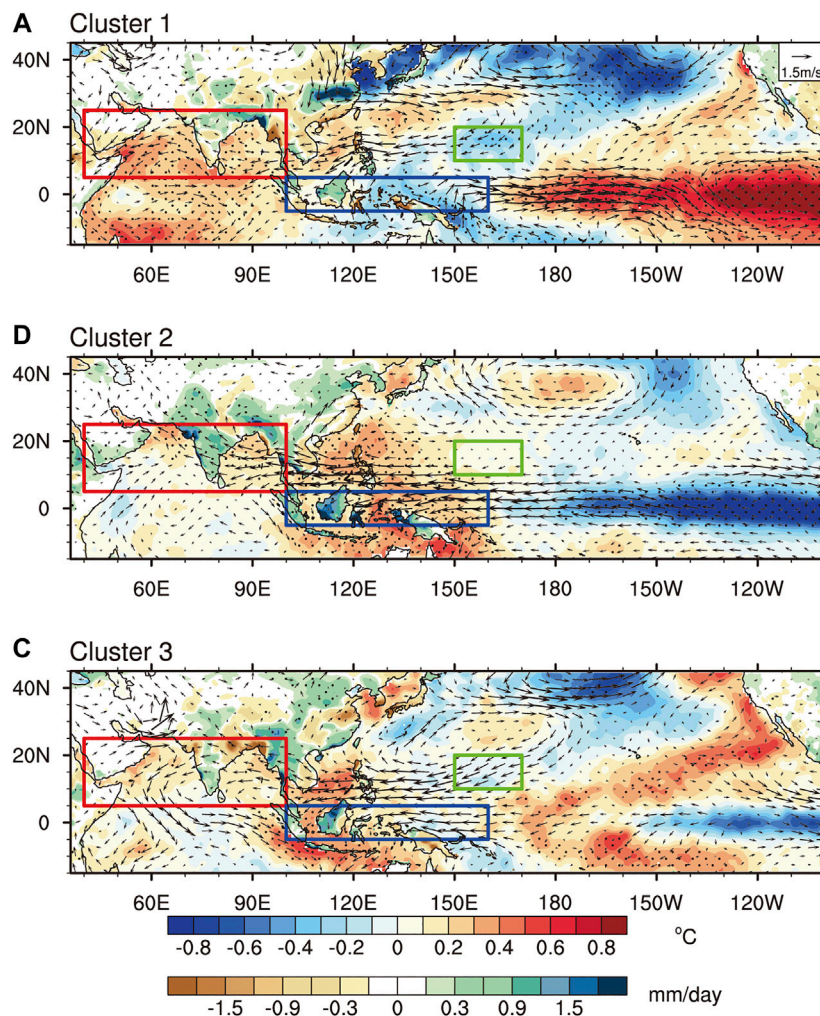 A Cluster 1
1.5m/s
40N
20N
0
60E 90E 120E 150E 180 150W 120W
D Cluster 2
40N
20N
0
60E 90E 120E 150E 180 150W 120W
C Cluster 3
40N
20N
0
60E 90E 120E 150E 180 150W 120W
-0.8 -0.6 -0.4 -0.2 0 0.2 0.4 0.6 0.8 °C
-1.5 -0.9 -0.3 0 0.3 0.9 1.5 mm/day